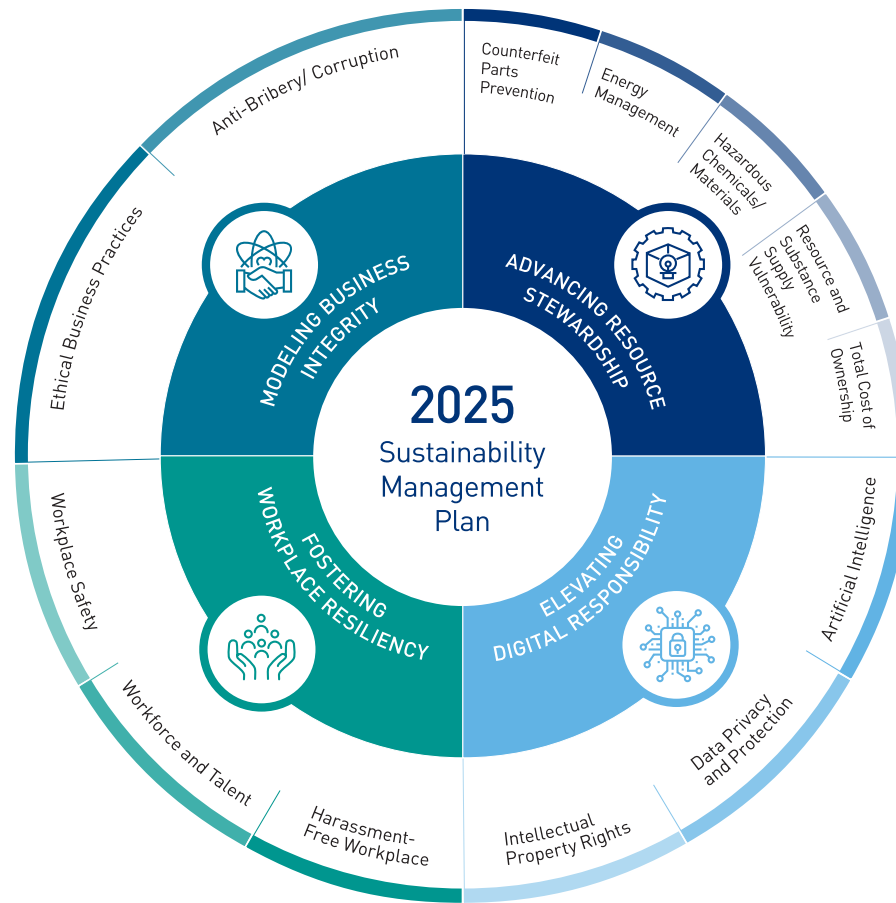 2025
Sustainability
Management
Plan
ADVANCING RESOURCE
STEWARDSHIP
Counterfeit
Parts
Prevention
Energy
Management
Hazardous
Chemicals/
Materials
Resource and
Substance
Supply
Vulnerability
Total Cost of
Ownership
ELEVATING
DIGITAL RESPONSIBILITY
Artificial Intelligence
Data Privacy
and Protection
Intellectual
Property Rights
FOSTERING
WORKPLACE RESILIENCY
Harassment-
Free Workplace
Workforce and Talent
Workplace Safety
MODELING BUSINESS
INTEGRITY
Ethical Business Practices
Anti-Bribery/ Corruption